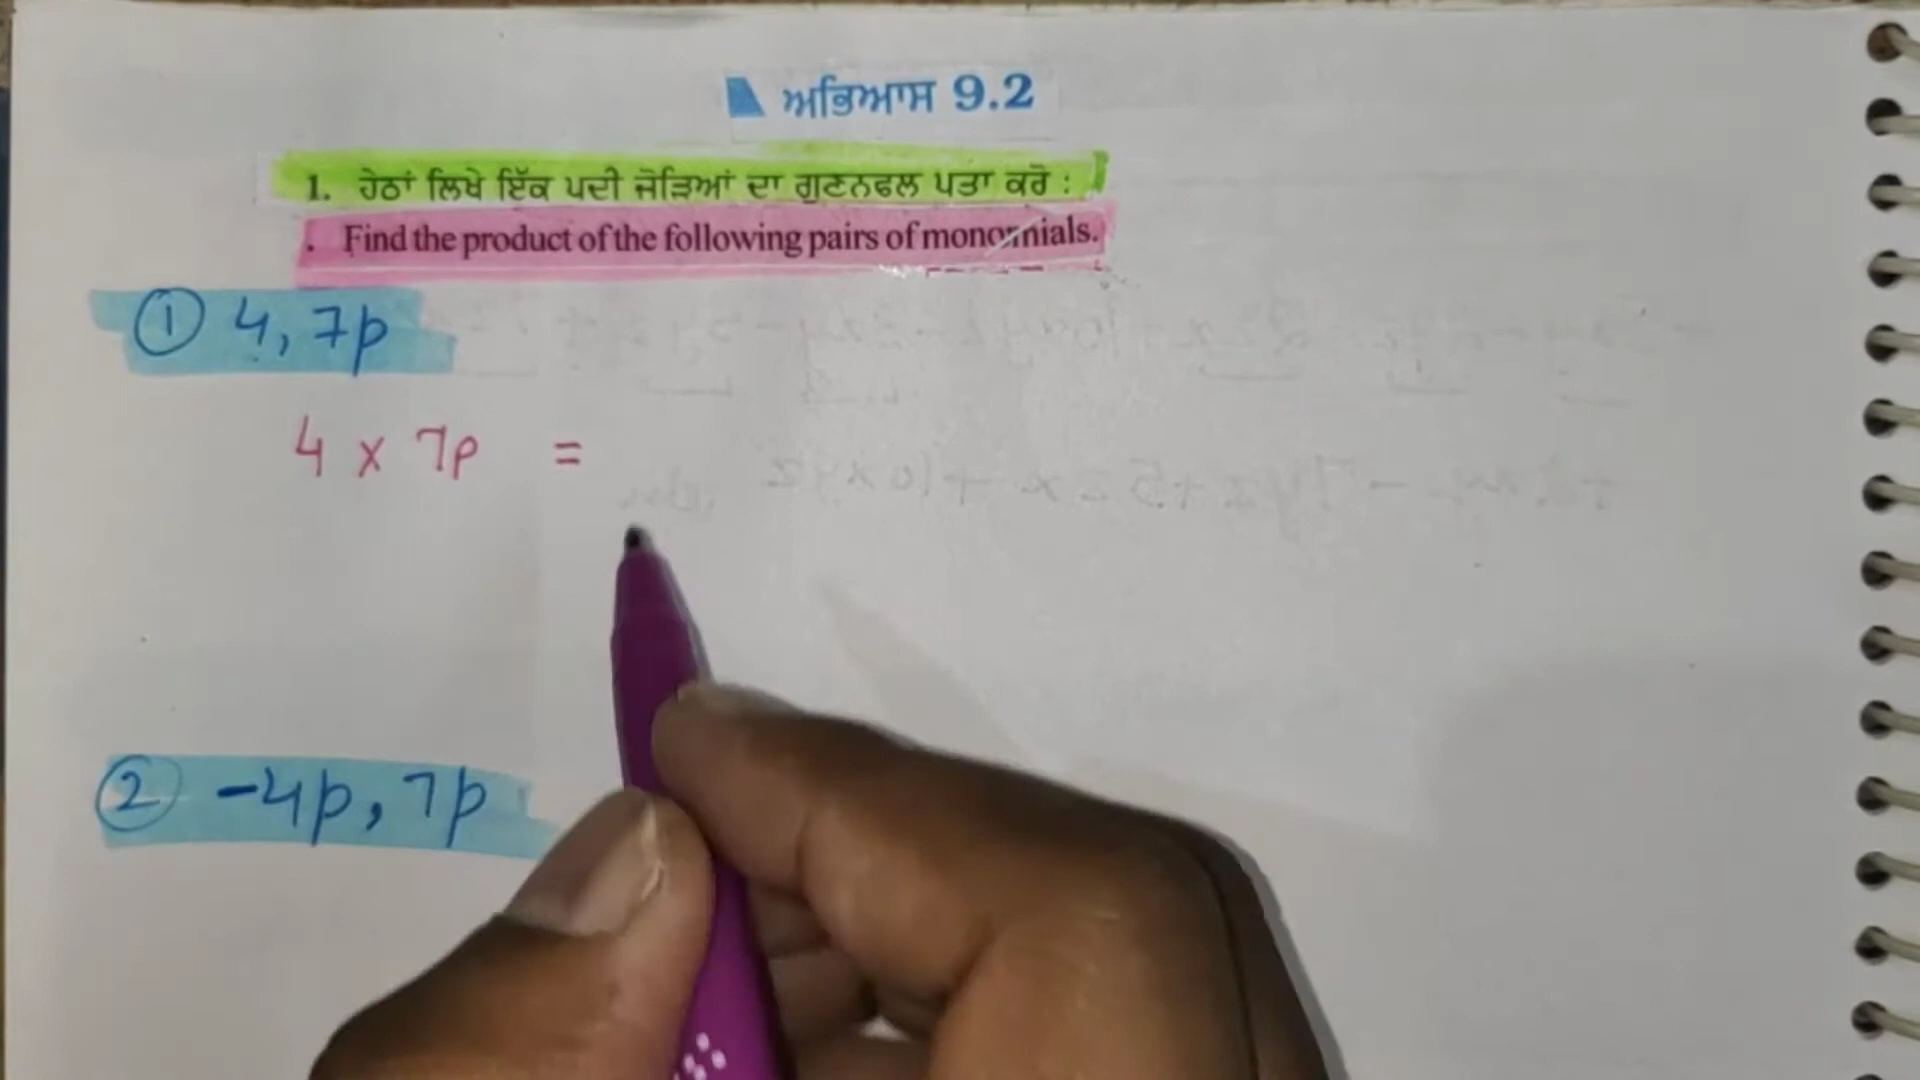 ਅਭਿਆਸ 9.2
1. ਹੇਠਾਂ ਲਿਖੇ ਇੱਕ ਪਦੀ ਜੋੜਿਆਂ ਦਾ ਗੁਣਨਫਲ ਪਤਾ ਕਰੋ :
. Find the product of the following pairs of monomials.
① 4, 7p
4 × 7p =
② -4p, 7p